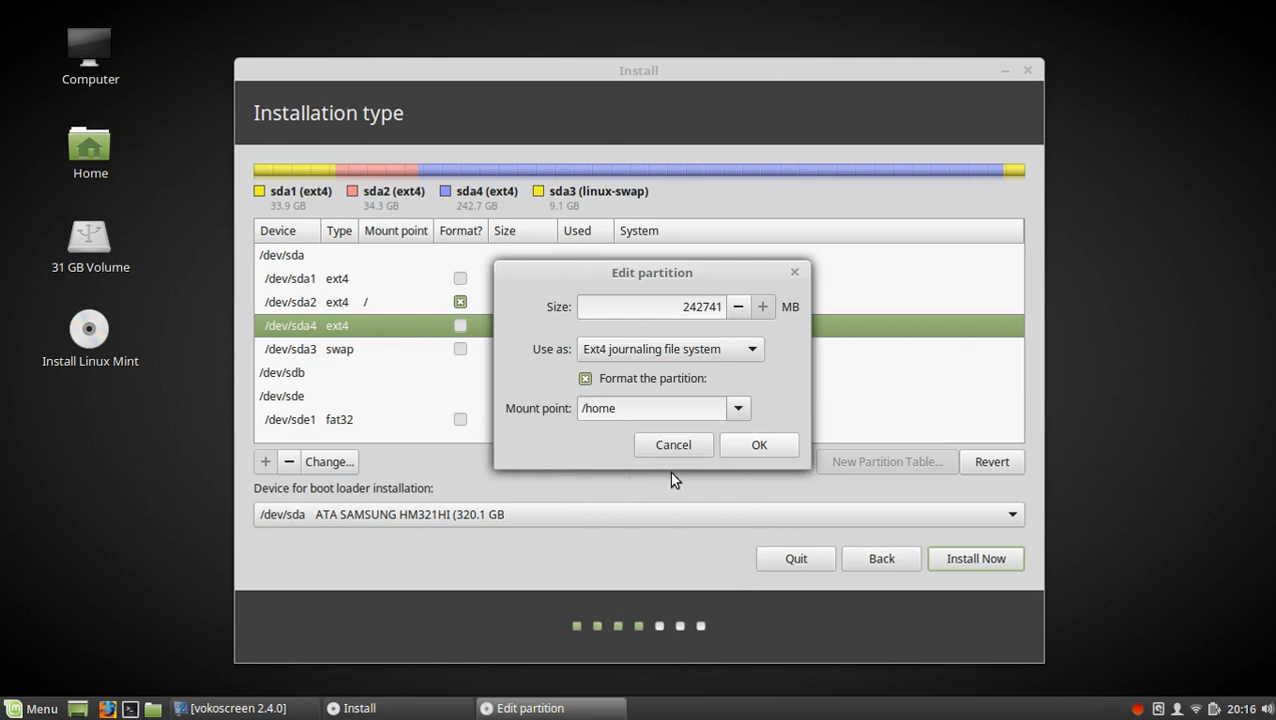 Computer
Home
31 GB Volume
Install Linux Mint
Install
Installation type
sda1 (ext4) sda2 (ext4) sda4 (ext4) sda3 (linux-swap)
33.9 GB 34.3 GB 242.7 GB 9.1 GB
Device Type Mount point Format? Size Used System
/dev/sda
/dev/sda1 ext4
/dev/sda2 ext4 /
/dev/sda4 ext4
/dev/sda3 swap
/dev/sdb
/dev/sde
/dev/sde1 fat32
Edit partition
Size: 242741 MB
Use as: Ext4 journaling file system
Format the partition:
Mount point: /home
Cancel OK
+ − Change... New Partition Table... Revert
Device for boot loader installation:
/dev/sda ATA SAMSUNG HM321HI (320.1 GB
Quit Back Install Now
Menu [vokoscreen 2.4.0] Install Edit partition 20:16